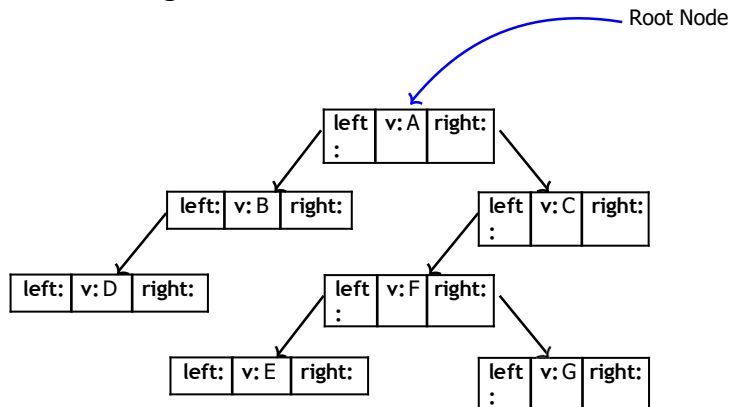 Root Node
left v: A right:
:
left: v: B right:
left v: C right:
:
left: v: D right:
left v: F right:
:
left: v: E right:
left v: G right:
: